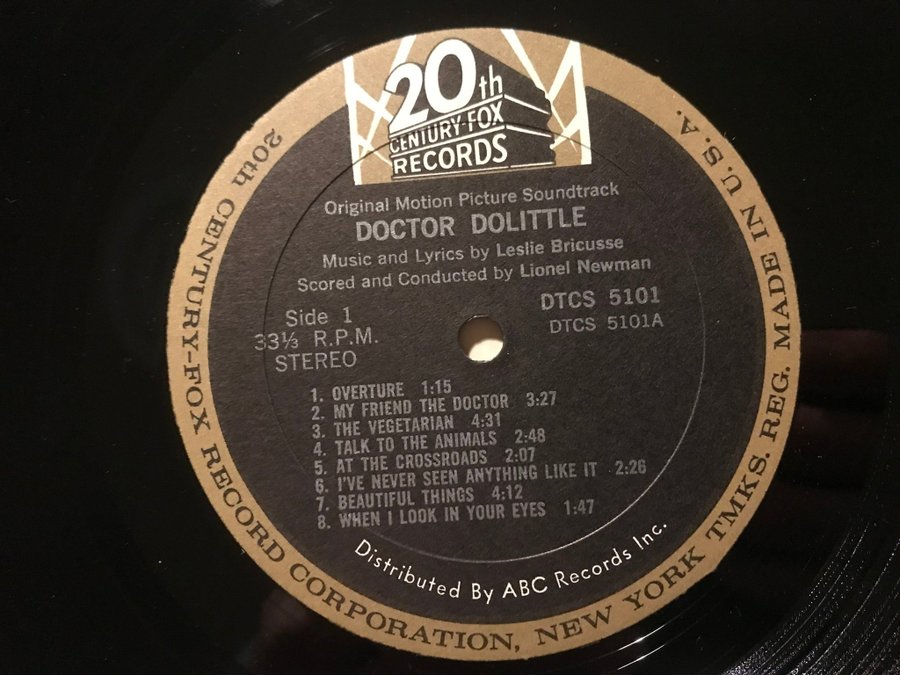 20th
CENTURY-FOX
RECORDS
Original Motion Picture Soundtrack
DOCTOR DOLITTLE
Music and Lyrics by Leslie Bricusse
Scored and Conducted by Lionel Newman
Side 1
33⅓ R.P.M.
STEREO
DTCS 5101
DTCS 5101A
1. OVERTURE 1:15
2. MY FRIEND THE DOCTOR 3:27
3. THE VEGETARIAN 4:31
4. TALK TO THE ANIMALS 2:48
5. AT THE CROSSROADS 2:07
6. I'VE NEVER SEEN ANYTHING LIKE IT 2:26
7. BEAUTIFUL THINGS 4:12
8. WHEN I LOOK IN YOUR EYES 1:47
Distributed By ABC Records Inc.
20th CENTURY-FOX RECORD CORPORATION, NEW YORK TMKS. REG. MADE IN U.S.A.